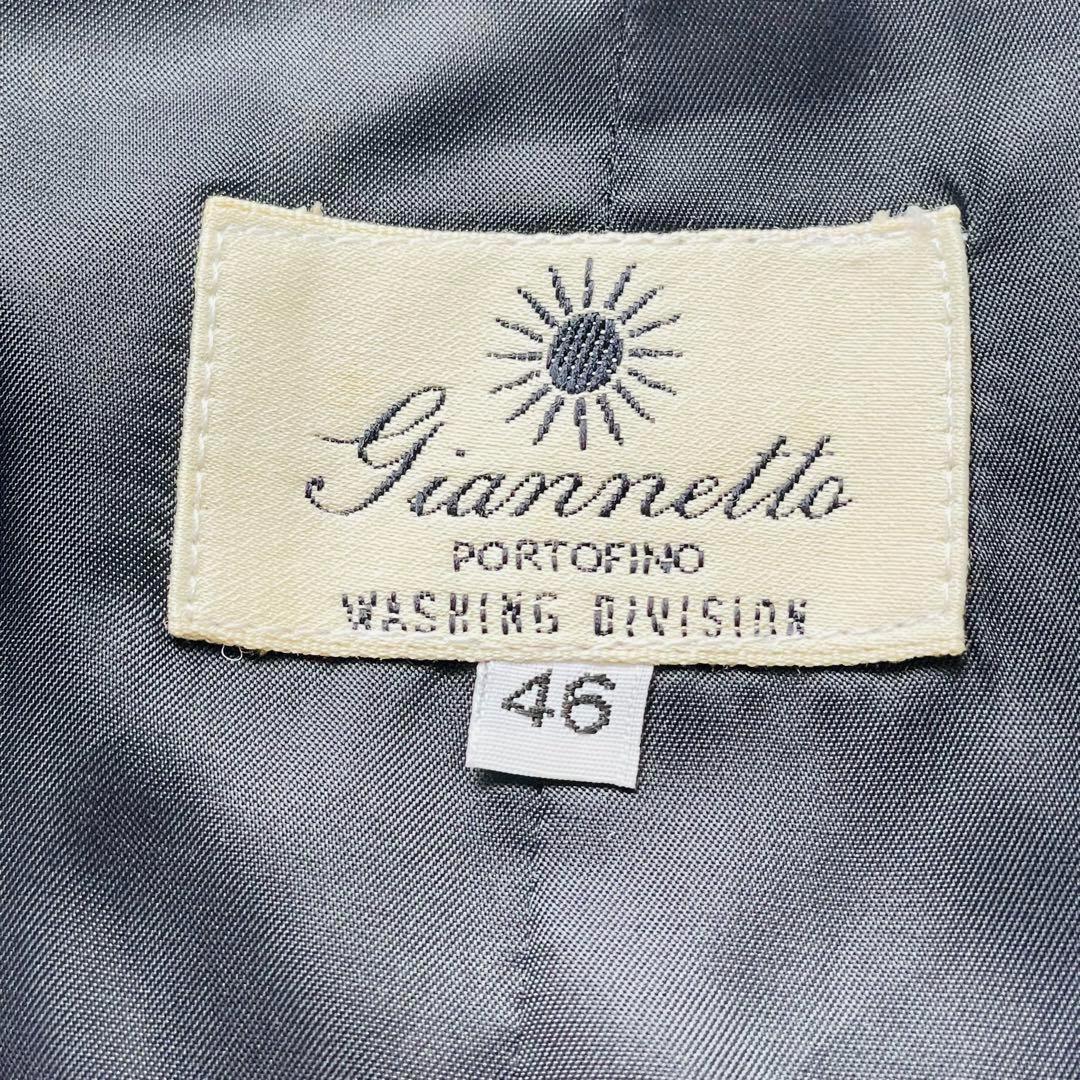 Giannetto
PORTOFINO
WASHING DIVISION
46